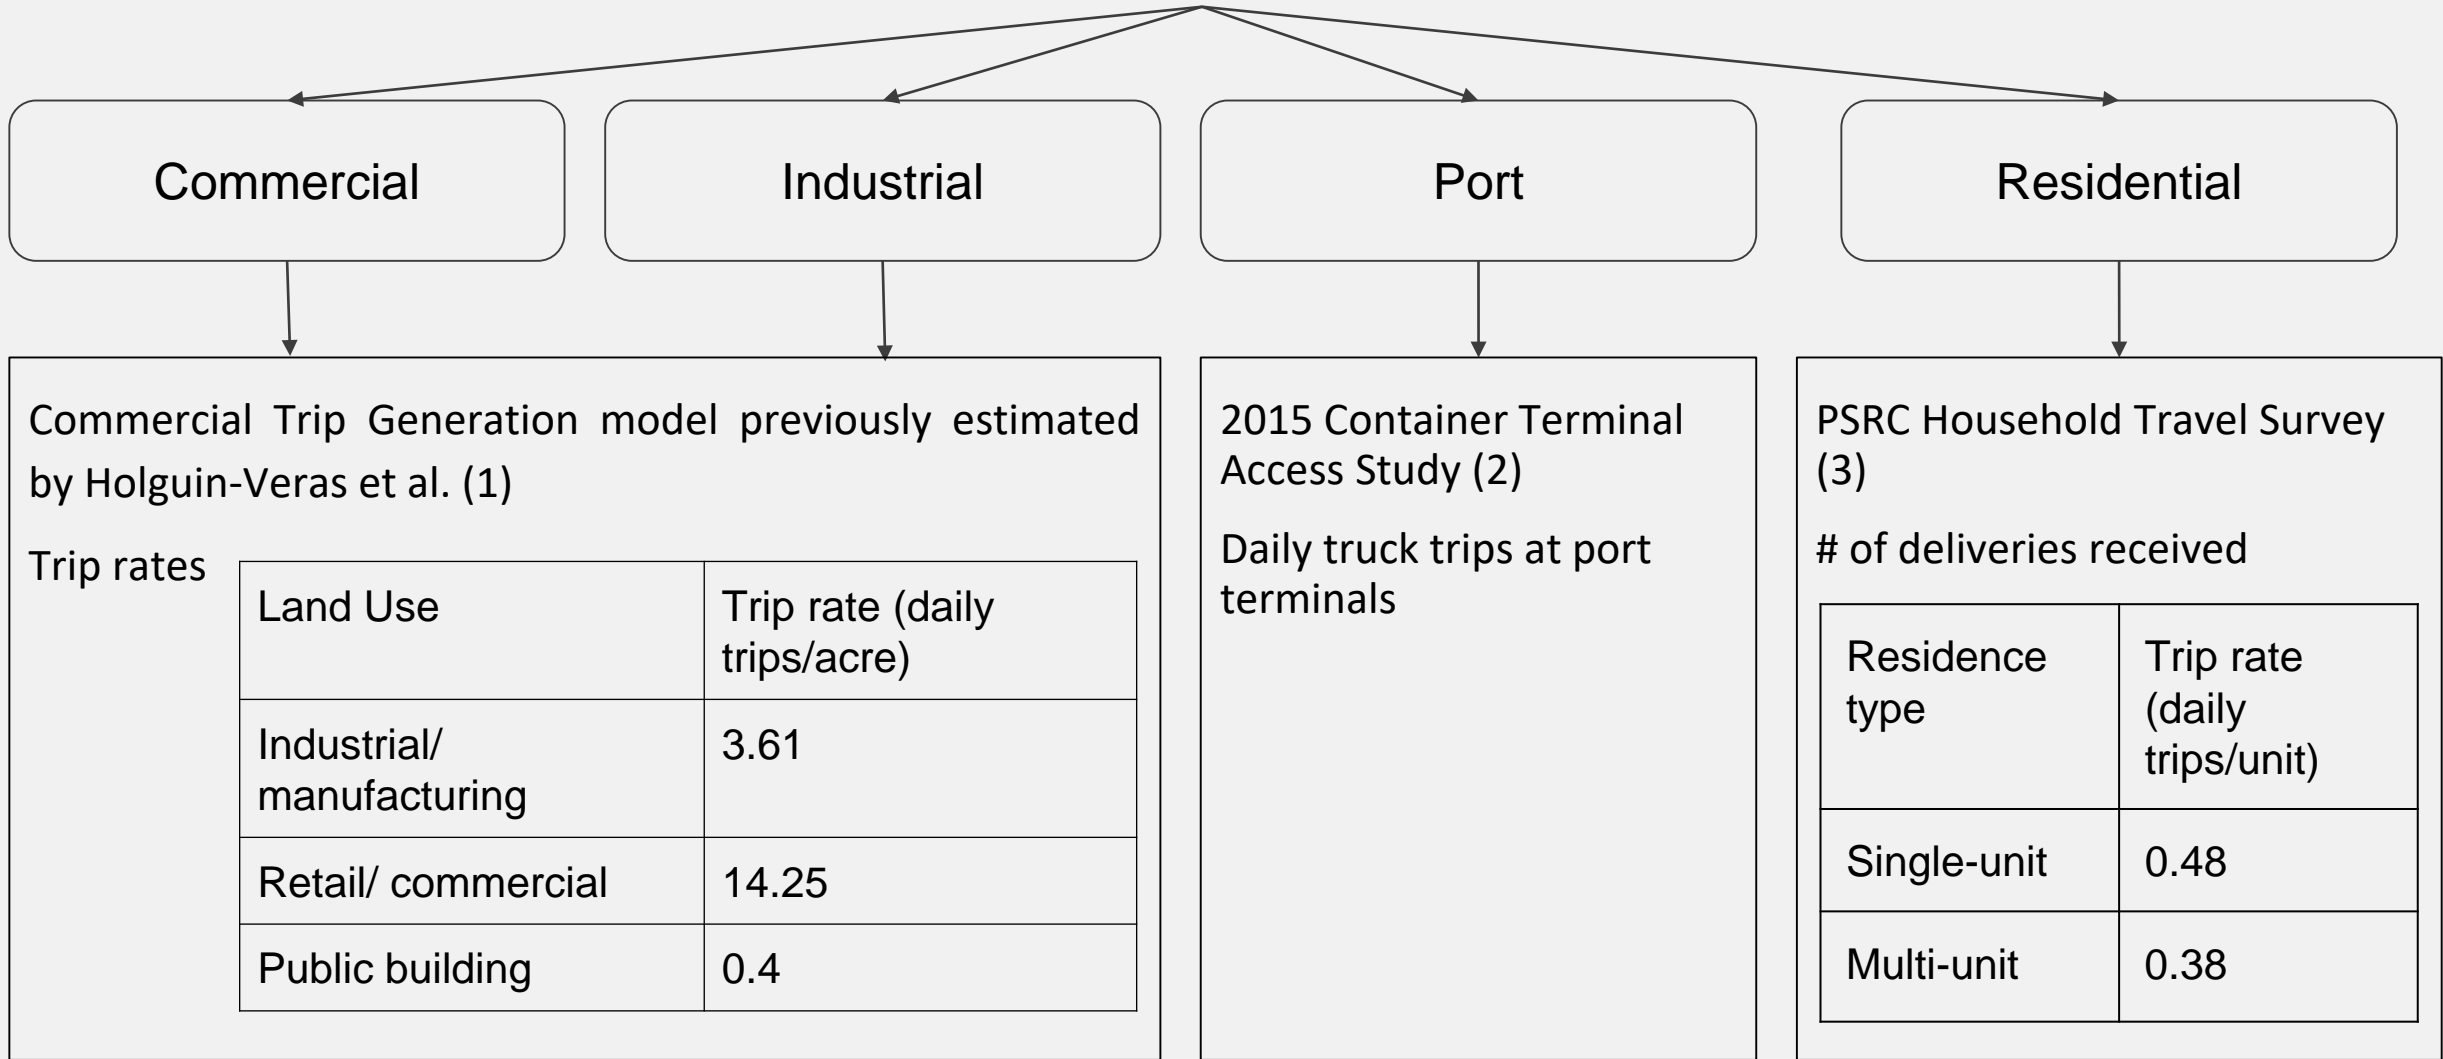 Commercial
Industrial
Port
Residential
Commercial Trip Generation model previously estimated
by Holguin-Veras et al. (1)
Trip rates
Land Use
Trip rate (daily
trips/acre)
Industrial/
manufacturing
3.61
Retail/ commercial
14.25
Public building
0.4
2015 Container Terminal
Access Study (2)
Daily truck trips at port
terminals
PSRC Household Travel Survey
(3)
# of deliveries received
Residence
type
Trip rate
(daily
trips/unit)
Single-unit
0.48
Multi-unit
0.38